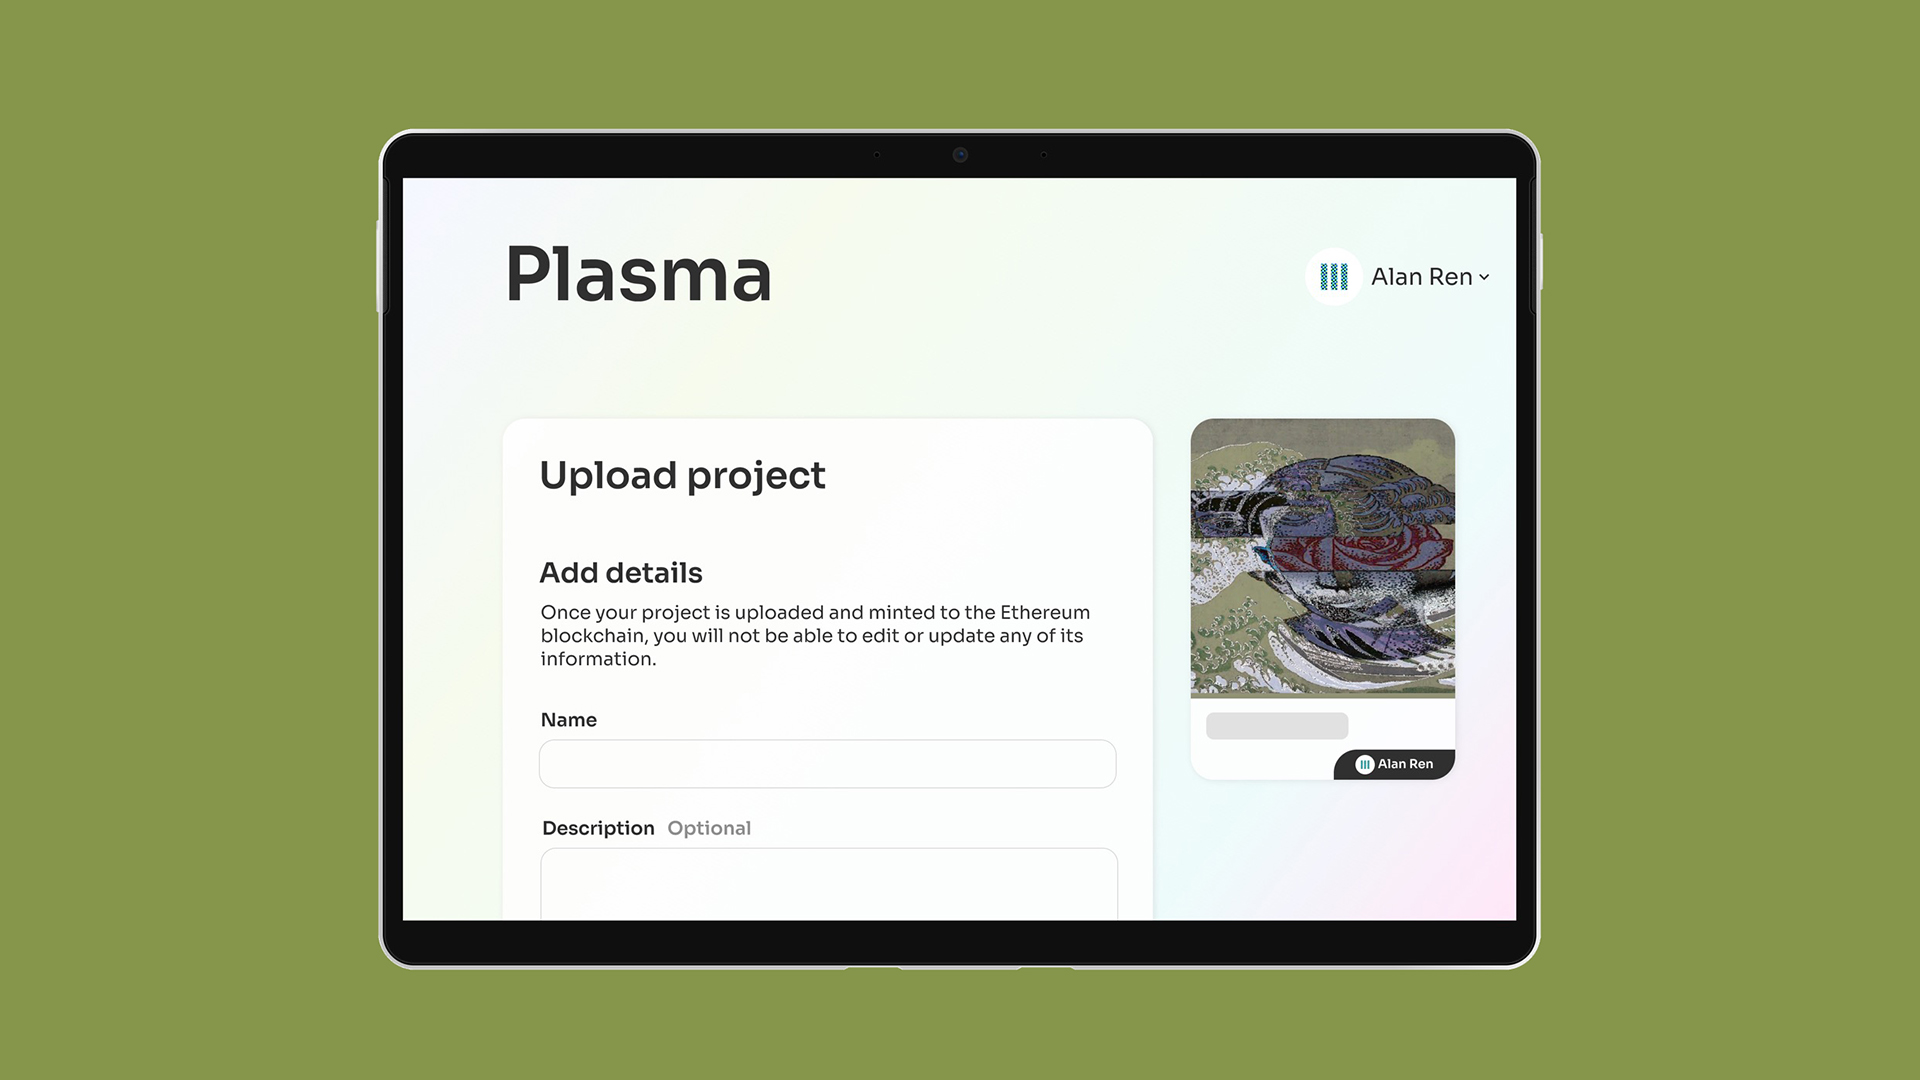 Plasma
Alan Ren
Upload project
Add details
Once your project is uploaded and minted to the Ethereum
blockchain, you will not be able to edit or update any of its
information.
Name
Description Optional
Alan Ren